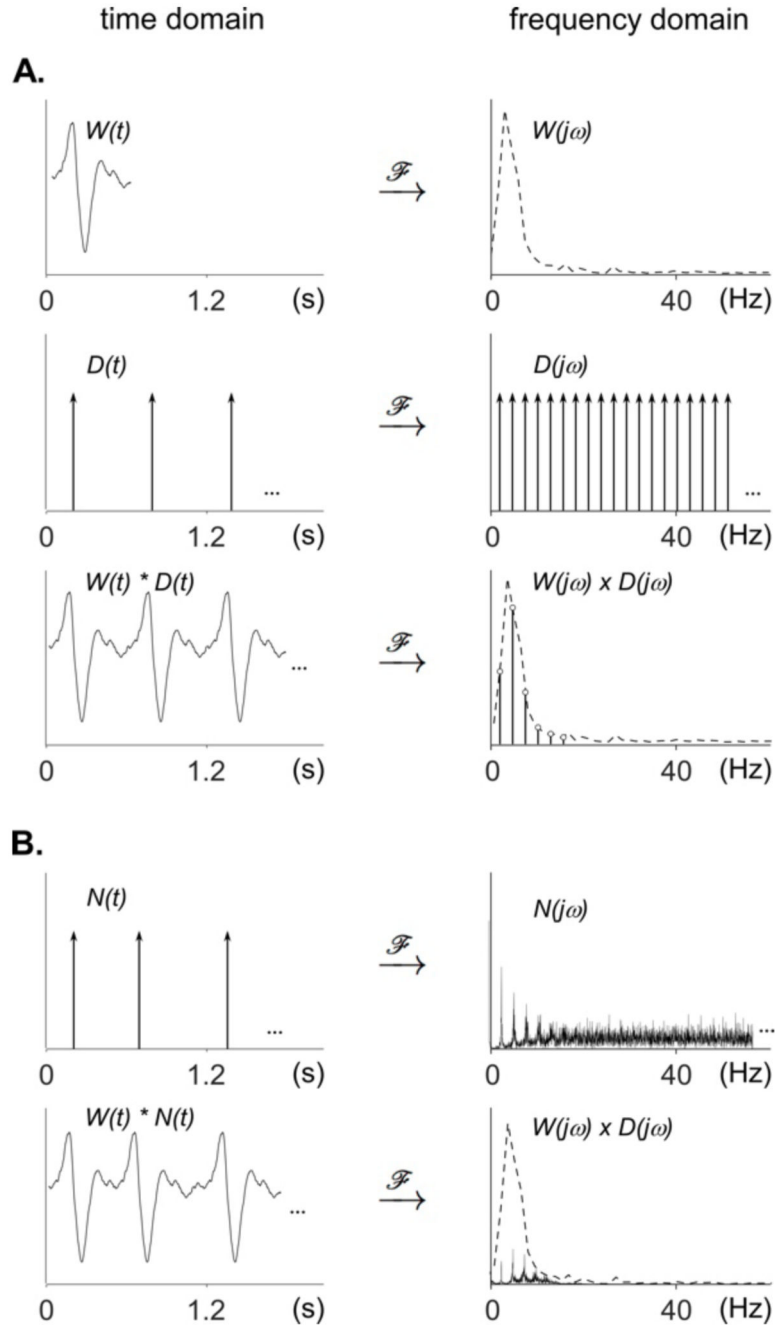 time domain frequency domain
A.
W(t) ℱ W(jω)
0 1.2 (s) 0 40 (Hz)
D(t) ℱ D(jω)
... ...
0 1.2 (s) 0 40 (Hz)
W(t) * D(t) ℱ W(jω) x D(jω)
...
0 1.2 (s) 0 40 (Hz)
B.
N(t) ℱ N(jω)
... ...
0 1.2 (s) 0 40 (Hz)
W(t) * N(t) ℱ W(jω) x D(jω)
...
0 1.2 (s) 0 40 (Hz)